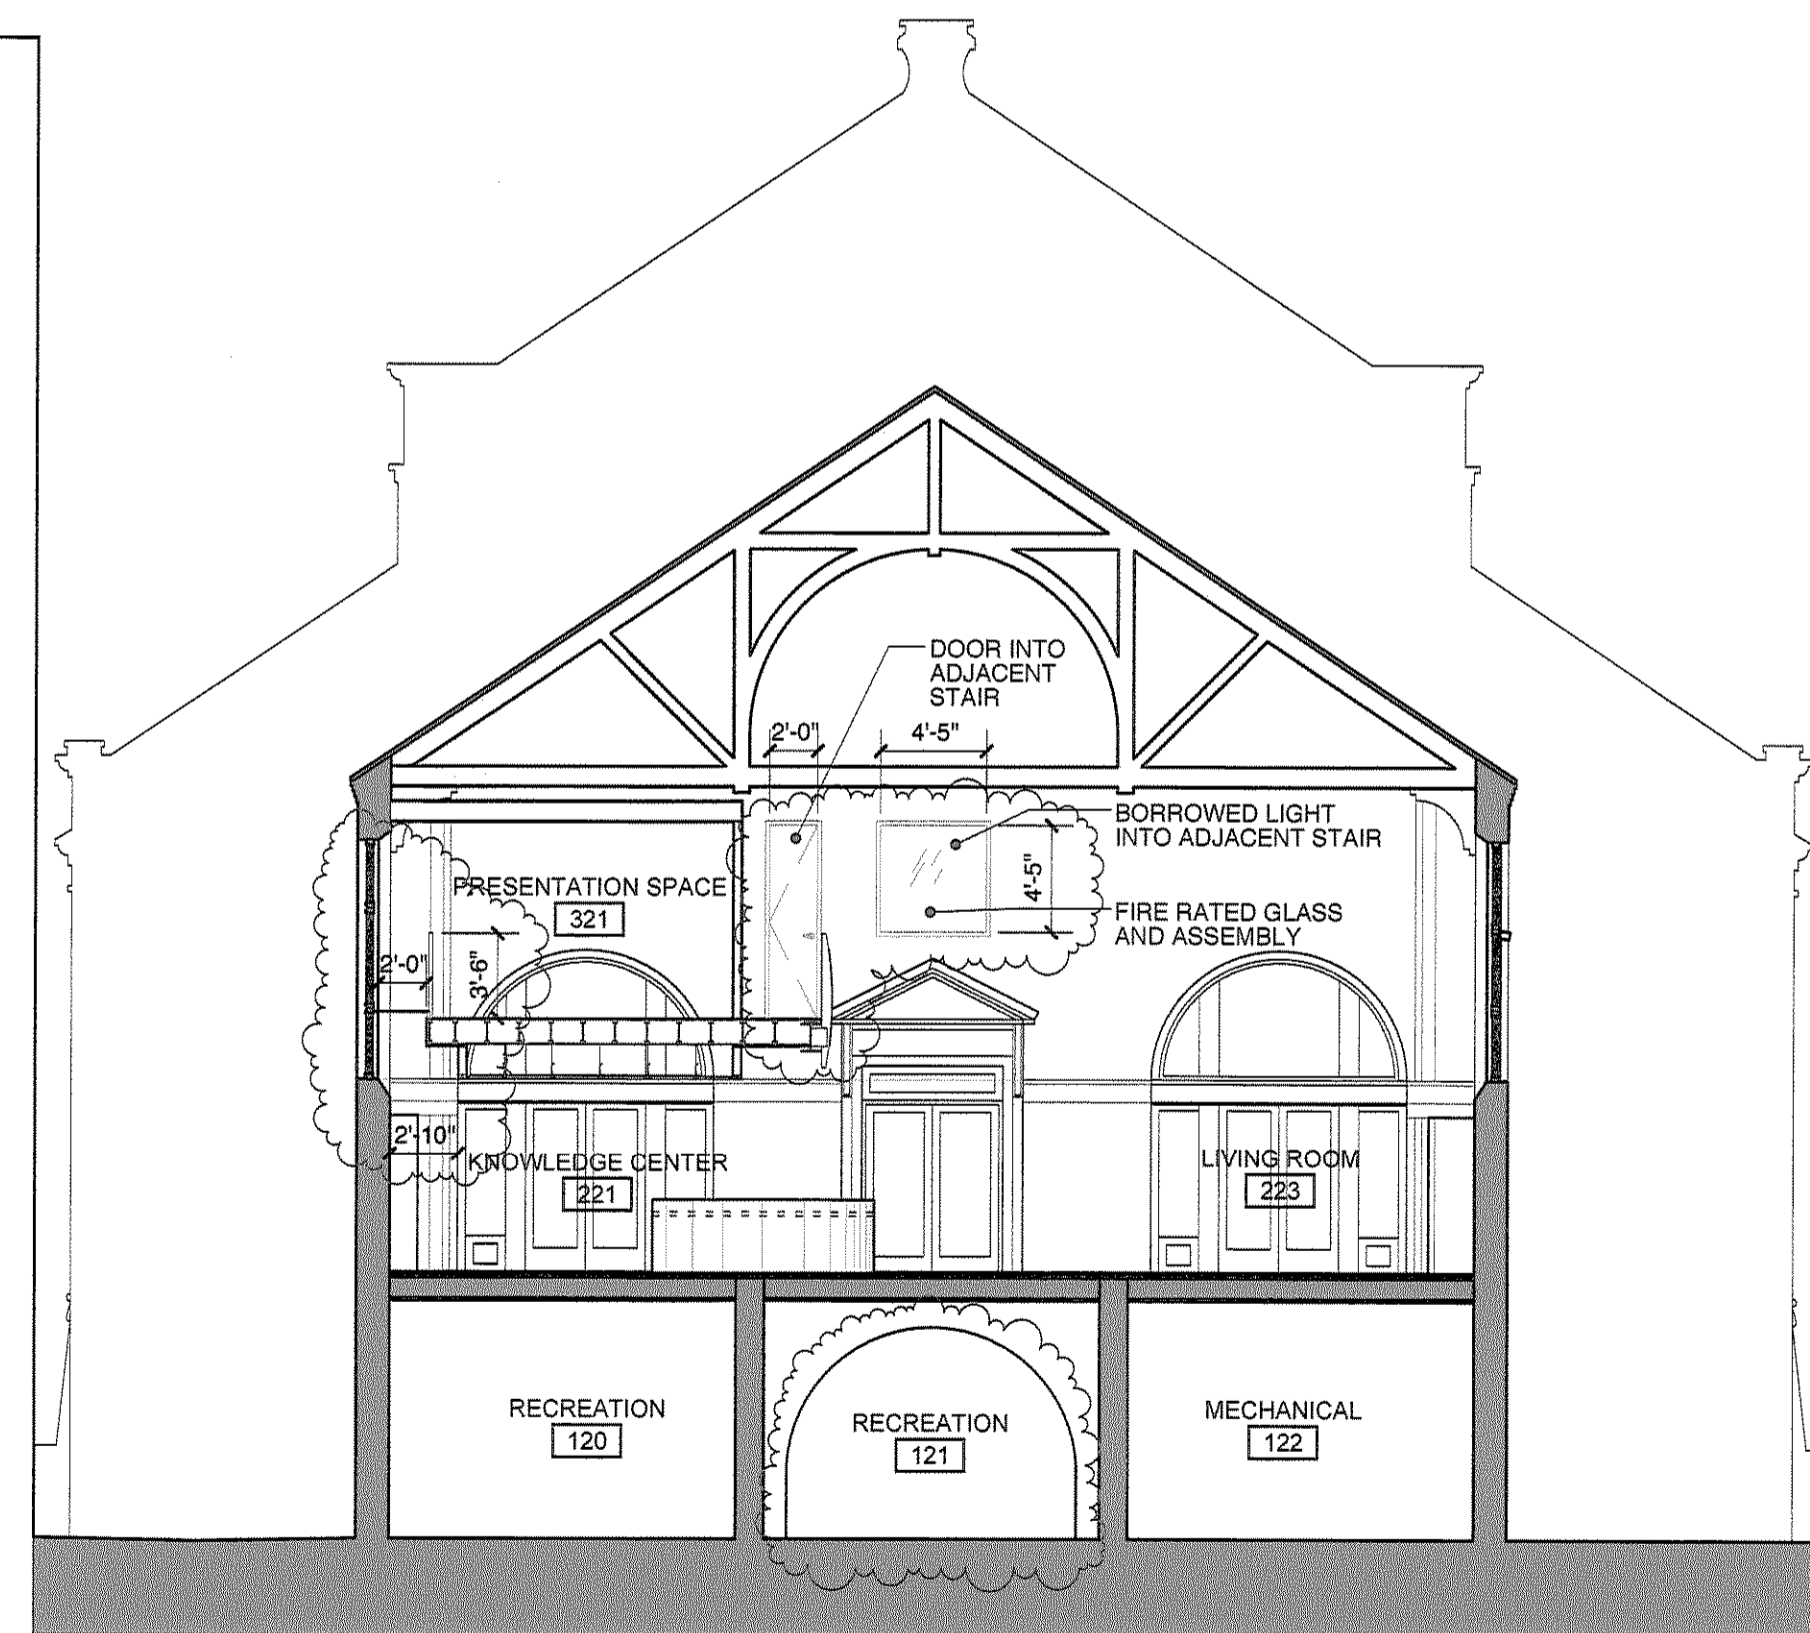 DOOR INTO
ADJACENT
STAIR
2'-0"
4'-5"
BORROWED LIGHT
INTO ADJACENT STAIR
4'-5"
PRESENTATION SPACE
321
FIRE RATED GLASS
AND ASSEMBLY
2'-0"
3'-6"
2'-10"
KNOWLEDGE CENTER
221
LIVING ROOM
223
RECREATION
120
RECREATION
121
MECHANICAL
122